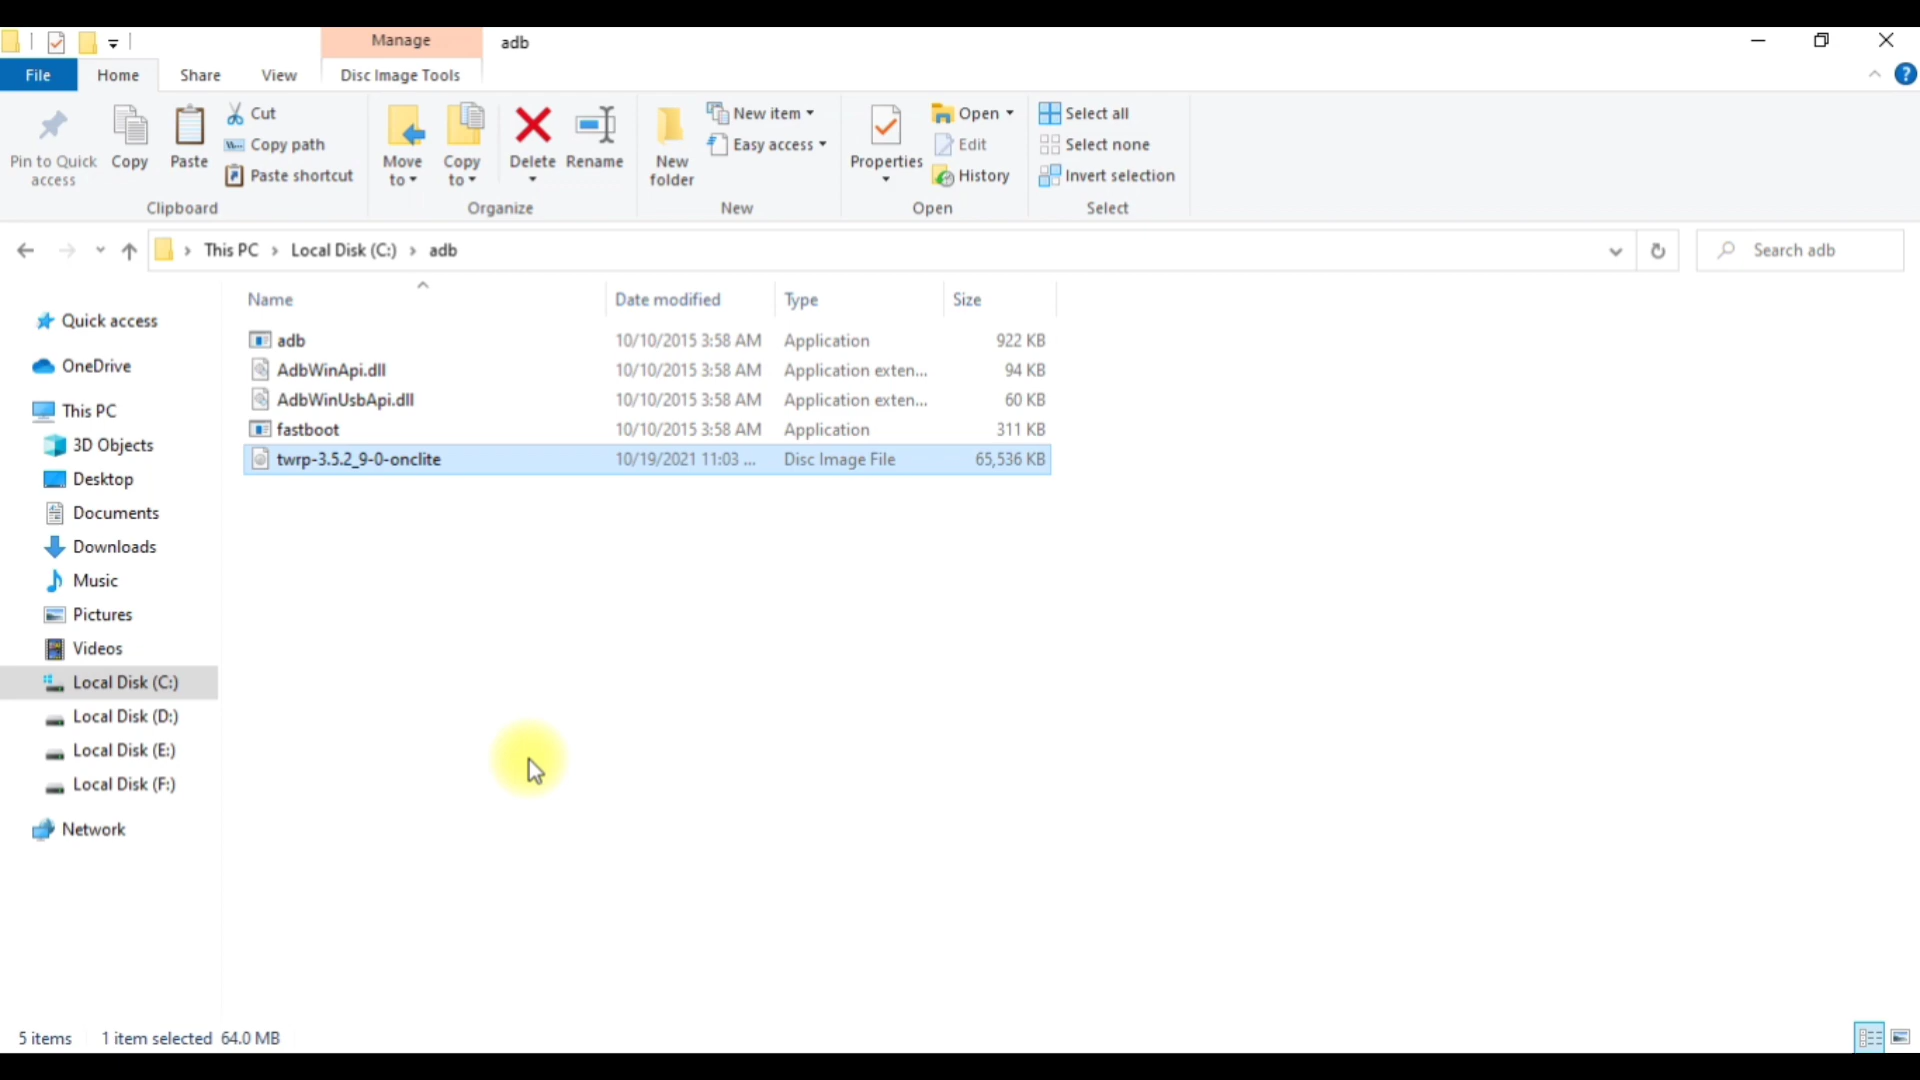 Manage adb
File Home Share View Disc Image Tools
Pin to Quick access
Copy
Paste
Cut
Copy path
Paste shortcut
Clipboard
Move to
Copy to
Delete
Rename
Organize
New folder
New item
Easy access
New
Properties
Open
Edit
History
Open
Select all
Select none
Invert selection
Select
This PC › Local Disk (C:) › adb
Search adb
Quick access
OneDrive
This PC
3D Objects
Desktop
Documents
Downloads
Music
Pictures
Videos
Local Disk (C:)
Local Disk (D:)
Local Disk (E:)
Local Disk (F:)
Network
Name Date modified Type Size
adb 10/10/2015 3:58 AM Application 922 KB
AdbWinApi.dll 10/10/2015 3:58 AM Application exten... 94 KB
AdbWinUsbApi.dll 10/10/2015 3:58 AM Application exten... 60 KB
fastboot 10/10/2015 3:58 AM Application 311 KB
twrp-3.5.2_9-0-onclite 10/19/2021 11:03 ... Disc Image File 65,536 KB
5 items 1 item selected 64.0 MB